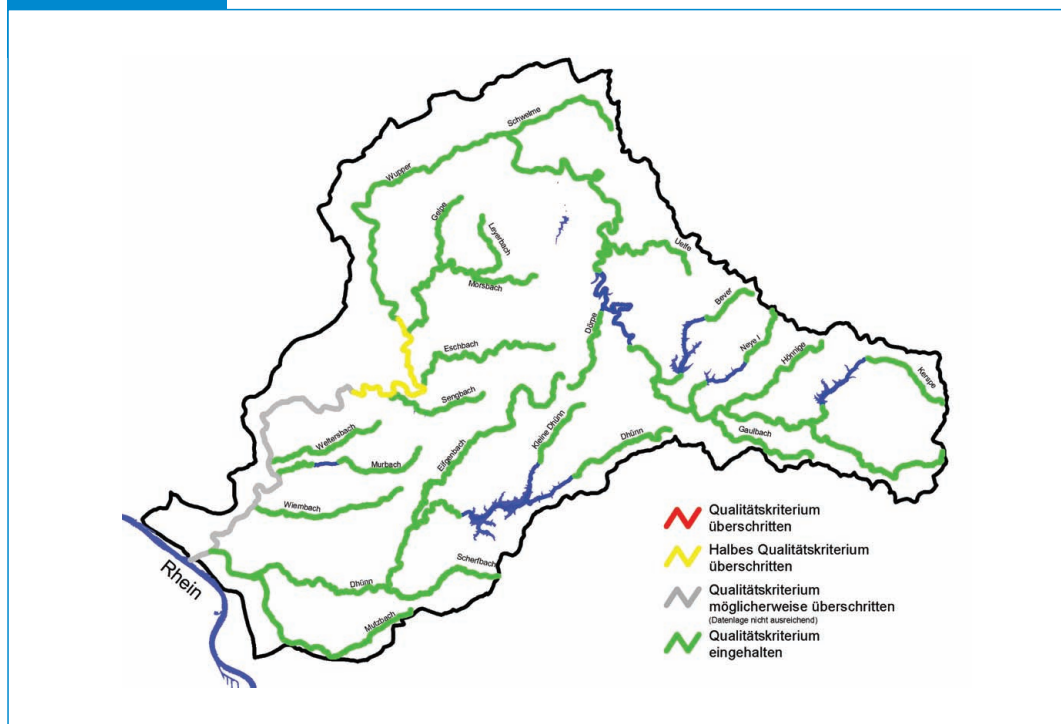 Schwelme
Wupper
Gelpe
Leyerbach
Morsbach
Uelfe
Bever
Neye I
Hönnige
Kerspe
Dörpe
Eschbach
Sengbach
Gaulbach
Weltersbach
Murbach
Eifgenbach
Kleine Dhünn
Dhünn
Wiembach
Rhein
Dhünn
Scherfbach
Mutzbach
Qualitätskriterium
überschritten
Halbes Qualitätskriterium
überschritten
Qualitätskriterium
möglicherweise überschritten
(Datenlage nicht ausreichend)
Qualitätskriterium
eingehalten